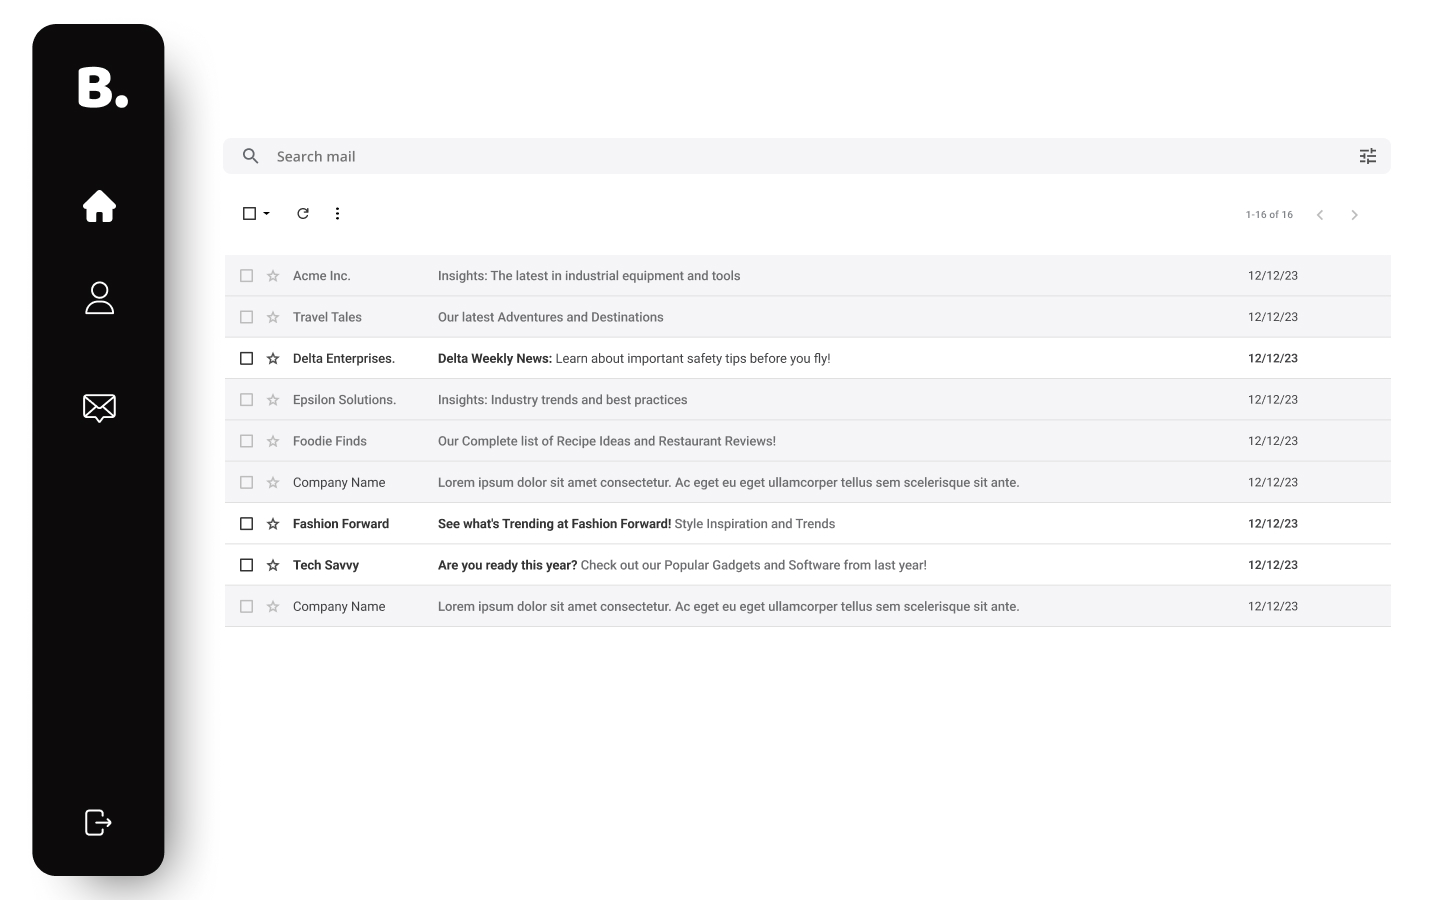 B.
Search mail
1-16 of 16
Acme Inc. Insights: The latest in industrial equipment and tools 12/12/23
Travel Tales Our latest Adventures and Destinations 12/12/23
Delta Enterprises. Delta Weekly News: Learn about important safety tips before you fly! 12/12/23
Epsilon Solutions. Insights: Industry trends and best practices 12/12/23
Foodie Finds Our Complete list of Recipe Ideas and Restaurant Reviews! 12/12/23
Company Name Lorem ipsum dolor sit amet consectetur. Ac eget eu eget ullamcorper tellus sem scelerisque sit ante. 12/12/23
Fashion Forward See what's Trending at Fashion Forward! Style Inspiration and Trends 12/12/23
Tech Savvy Are you ready this year? Check out our Popular Gadgets and Software from last year! 12/12/23
Company Name Lorem ipsum dolor sit amet consectetur. Ac eget eu eget ullamcorper tellus sem scelerisque sit ante. 12/12/23